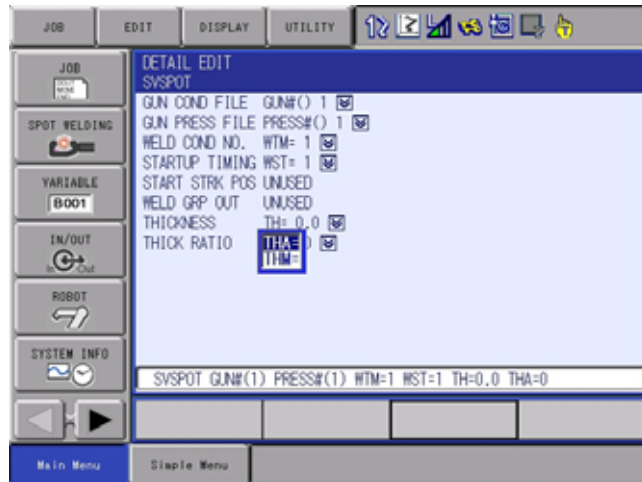 JOB EDIT DISPLAY UTILITY
JOB
DETAIL EDIT
SVSPOT
GUN COND FILE GUN#() 1
GUN PRESS FILE PRESS#() 1
SPOT WELDING
WELD COND NO. WTM= 1
STARTUP TIMING WST= 1
START STRK POS UNUSED
VARIABLE
B001
WELD GRP OUT UNUSED
THICKNESS TH= 0.0
THICK RATIO THA=
THM=
IN/OUT
In Out
ROBOT
SYSTEM INFO
SVSPOT GUN#(1) PRESS#(1) WTM=1 WST=1 TH=0.0 THA=0
Main Menu Simple Menu